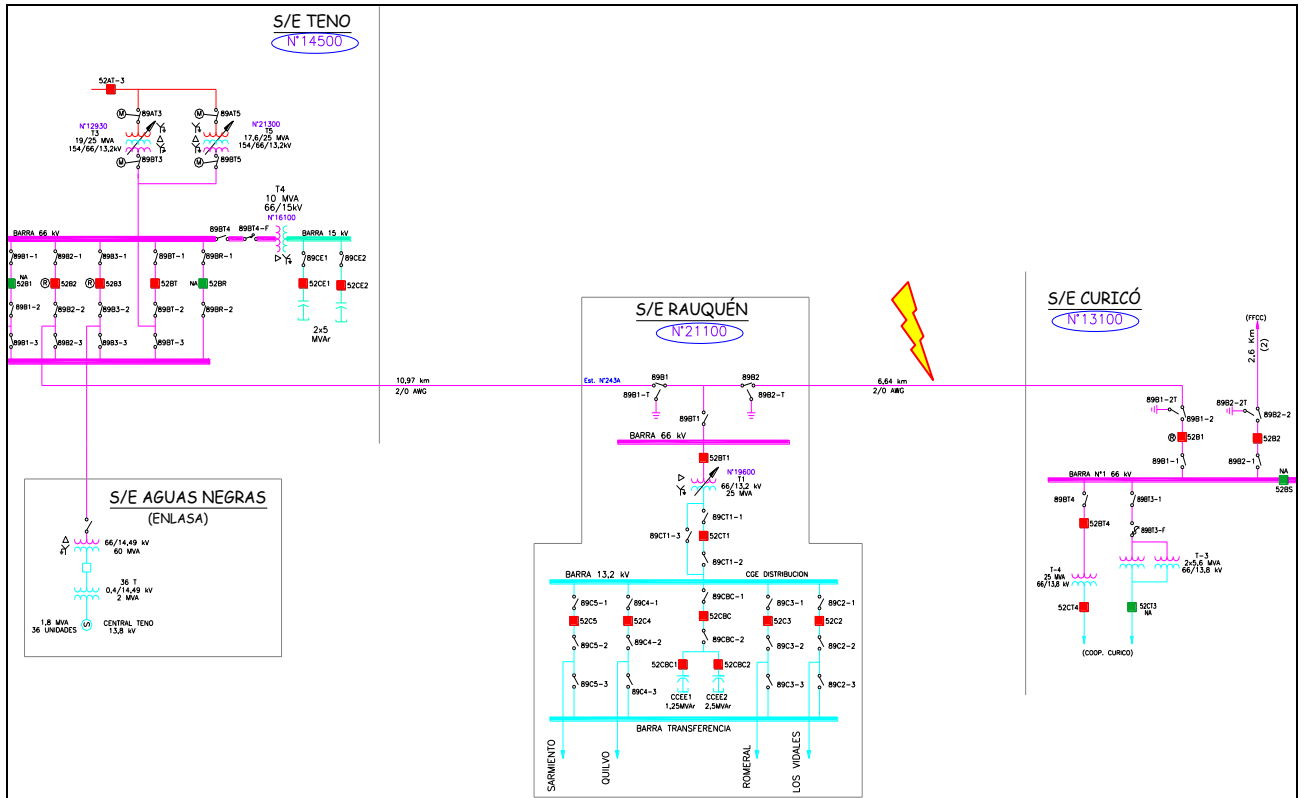 S/E TENO
N°14500
52AT-3
89AT3
89AT5
N°12930
T3
19/25 MVA
154/66/13,2kV
N°21300
T5
17,6/25 MVA
154/66/13,2kV
M
M
M
M
89BT3
89BT5
T4
10 MVA
66/15kV
N°16100
BARRA 66 kV
89BT4
89BT4-F
BARRA 15 kV
89B1-1
89B2-1
89B3-1
89BT-1
89BR-1
89CE1
89CE2
NA
52B1
R
52B2
R
52B3
52BT
NA
52BR
52CE1
52CE2
89B1-2
89B2-2
89B3-2
89BT-2
89BR-2
2x5
MVAr
89B1-3
89B2-3
89B3-3
89BT-3
10,97 km
2/0 AWG
S/E AGUAS NEGRAS
(ENLASA)
66/14,49 kV
60 MVA
36 T
0,4/14,49 kV
2 MVA
1,8 MVA
36 UNIDADES
S
CENTRAL TENO
13,8 kV
S/E RAUQUÉN
N°21100
Est. N°243A
89B1
89B2
89B1-T
89B2-T
89BT1
BARRA 66 kV
52BT1
N°19600
T1
66/13,2 kV
25 MVA
89CT1-1
89CT1-3
52CT1
89CT1-2
BARRA 13,2 kV
CGE DISTRIBUCION
89C5-1
89C4-1
89CBC-1
89C3-1
89C2-1
52C5
52C4
52CBC
52C3
52C2
89C5-2
89C4-2
89CBC-2
89C3-2
89C2-2
52CBC1
52CBC2
89C5-3
89C4-3
89C3-3
89C2-3
CCEE1
1,25MVAr
CCEE2
2,5MVAr
BARRA TRANSFERENCIA
SARMIENTO
QUILVO
ROMERAL
LOS VIDALES
6,64 km
2/0 AWG
S/E CURICÓ
N°13100
(FFCC)
2,6 Km
(2)
89B1-2T
89B1-2
89B2-2T
89B2-2
R
52B1
52B2
89B1-1
89B2-1
BARRA N°1 66 kV
NA
52BS
89BT4
89BT3-1
52BT4
89BT3-F
T-4
25 MVA
66/13,8 kV
T-3
2x5,6 MVA
66/13,8 kV
52CT4
52CT3
NA
(COOP. CURICO)